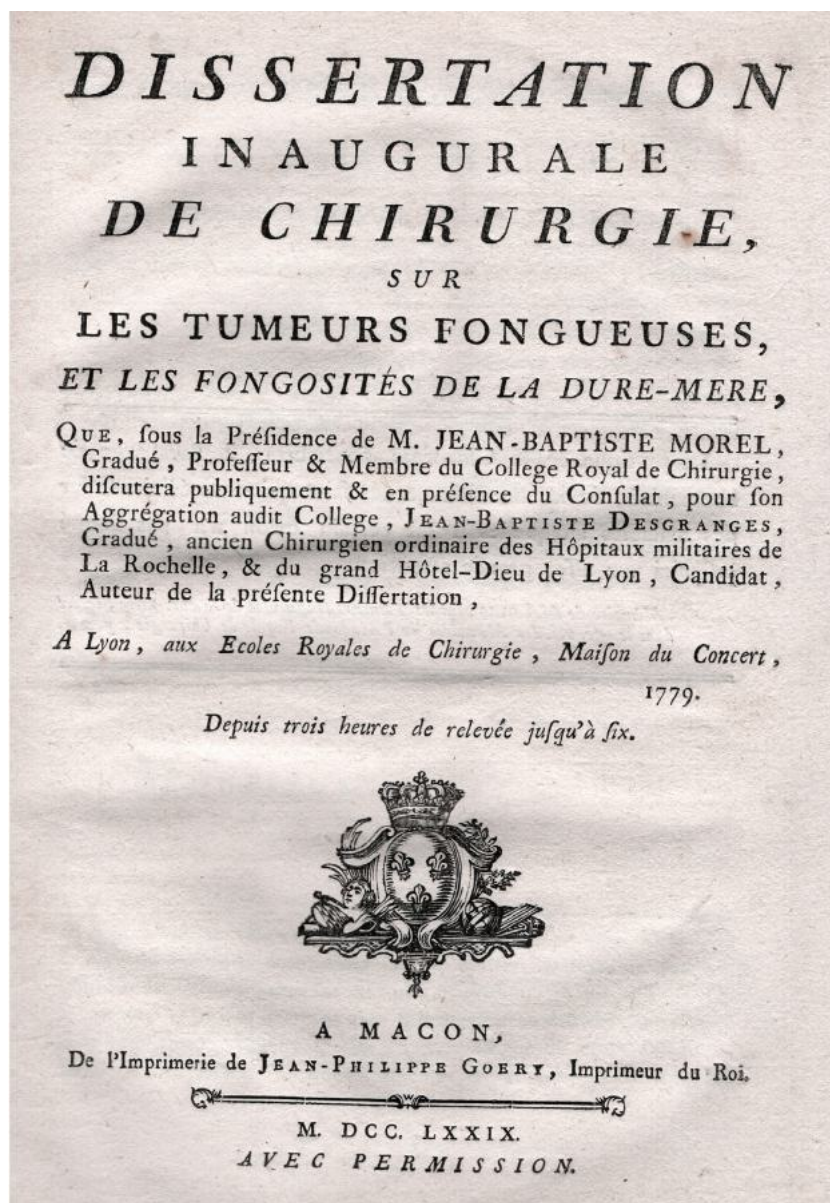 DISSERTATION
INAUGURALE
DE CHIRURGIE,
SUR
LES TUMEURS FONGUEUSES,
ET LES FONGOSITÉS DE LA DURE-MERE,
QUE, ſous la Préſidence de M. JEAN-BAPTISTE MOREL,
Gradué, Profeſſeur & Membre du College Royal de Chirurgie,
diſcutera publiquement & en préſence du Conſulat, pour ſon
Aggrégation audit College, JEAN-BAPTISTE DESGRANGES,
Gradué, ancien Chirurgien ordinaire des Hôpitaux militaires de
La Rochelle, & du grand Hôtel-Dieu de Lyon, Candidat,
Auteur de la préſente Diſſertation,
A Lyon, aux Ecoles Royales de Chirurgie, Maiſon du Concert,
1779.
Depuis trois heures de relevée juſqu'à ſix.
A MACON,
De l'Imprimerie de JEAN-PHILIPPE GOERY, Imprimeur du Roi.
M. DCC. LXXIX.
AVEC PERMISSION.